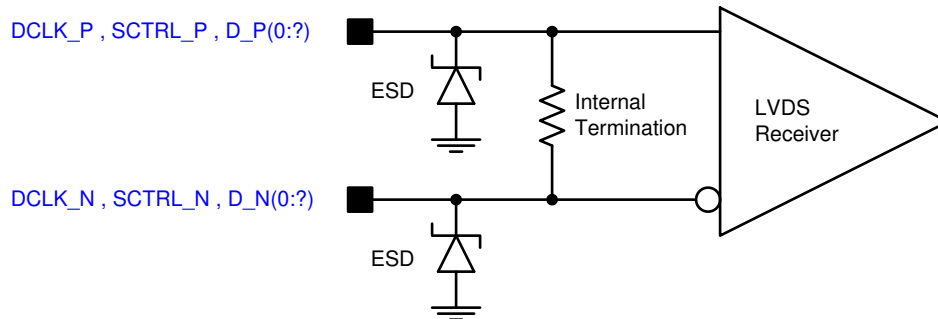 DCLK_P , SCTRL_P , D_P(0:?)
ESD
Internal
Termination
LVDS
Receiver
DCLK_N , SCTRL_N , D_N(0:?)
ESD